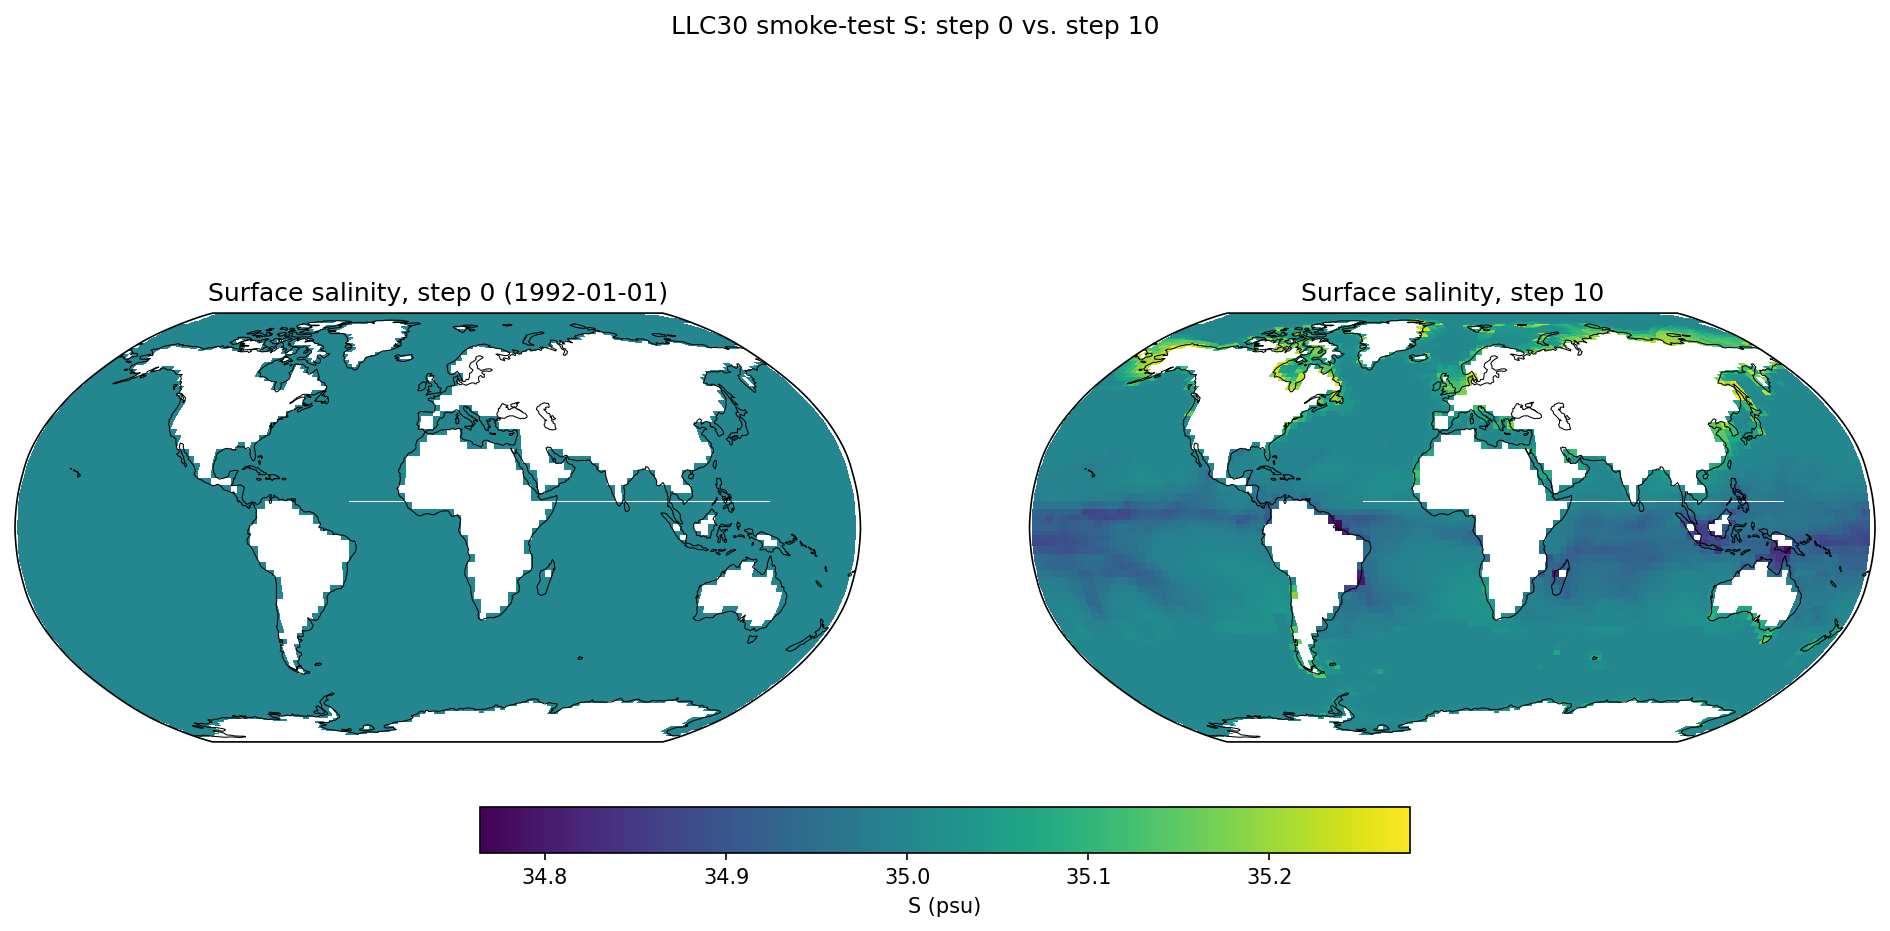 LLC30 smoke-test S: step 0 vs. step 10
Surface salinity, step 0 (1992-01-01)
Surface salinity, step 10
34.8 34.9 35.0 35.1 35.2
S (psu)